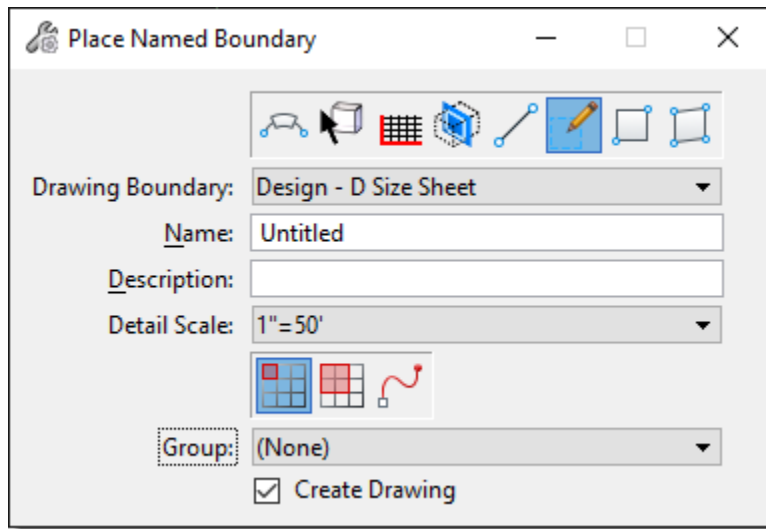 Place Named Boundary
Drawing Boundary: Design - D Size Sheet
Name: Untitled
Description:
Detail Scale: 1"=50'
Group: (None)
Create Drawing